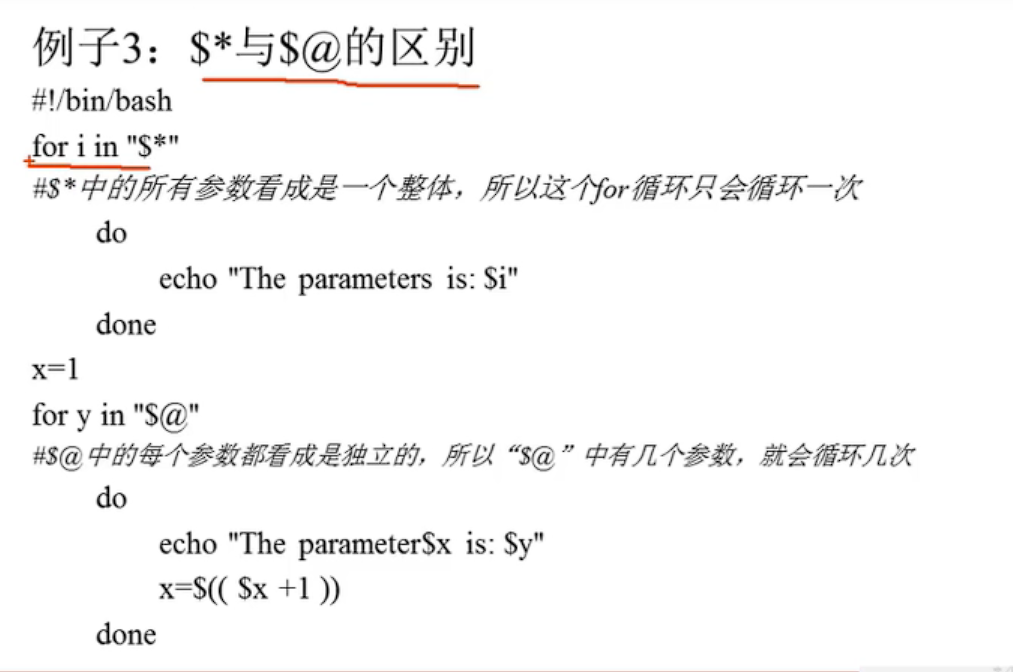 例子3：$*与$@的区别
#!/bin/bash
for i in "$*"
#$*中的所有参数看成是一个整体，所以这个for循环只会循环一次
do
echo "The parameters is: $i"
done
x=1
for y in "$@"
#$@中的每个参数都看成是独立的，所以“$@”中有几个参数，就会循环几次
do
echo "The parameter$x is: $y"
x=$(( $x +1 ))
done